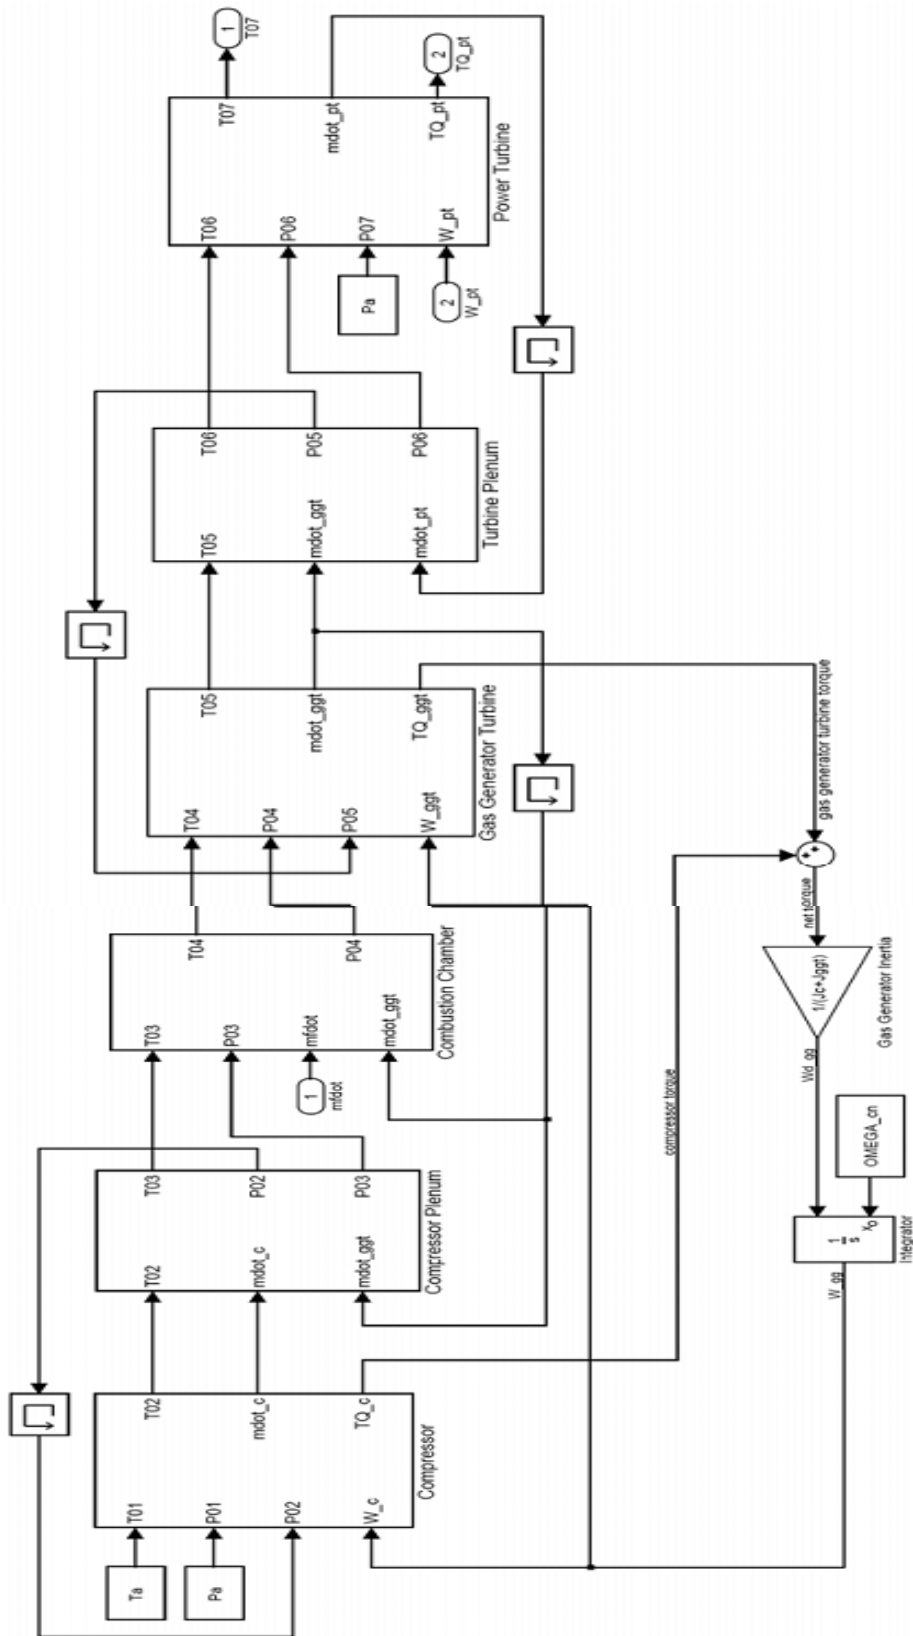 Ta
Pa
T01
P01
P02
W_c
T02
mdot_c
TQ_c
Compressor
T02
mdot_c
mdot_ggt
T03
P02
P03
Compressor Plenum
1
mfdot
T03
P03
mfdot
mdot_ggt
T04
P04
Combustion Chamber
T04
P04
P05
W_ggt
T05
mdot_ggt
TQ_ggt
Gas Generator Turbine
T05
mdot_ggt
mdot_pt
T06
P05
P06
Turbine Plenum
Pa
2
W_pt
T06
P06
P07
W_pt
T07
mdot_pt
TQ_pt
Power Turbine
1
T07
2
TQ_pt
compressor torque
gas generator turbine torque
net torque
1/(Jc+Jggt)
Gas Generator Inertia
Wd_gg
OMEGA_cn
1
s
xo
Integrator
W_gg